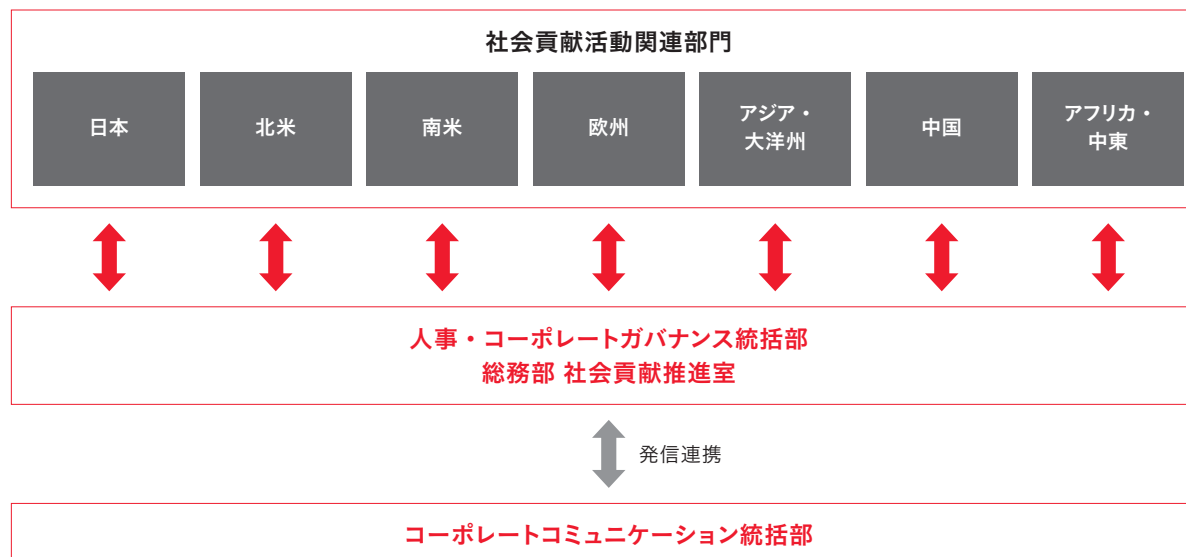 社会貢献活動関連部門
日本
北米
南米
欧州
アジア・
大洋州
中国
アフリカ・
中東
人事・コーポレートガバナンス統括部
総務部 社会貢献推進室
発信連携
コーポレートコミュニケーション統括部